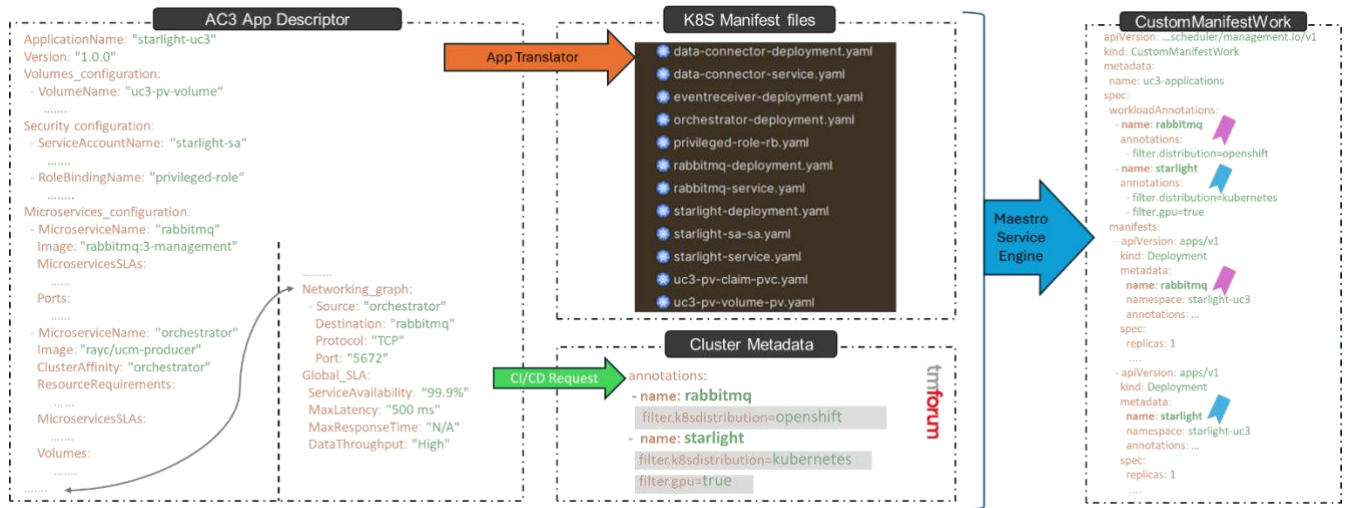 AC3 App Descriptor
ApplicationName: "starlight-uc3"
Version: "1.0.0"
Volumes_configuration:
- VolumeName: "uc3-pv-volume"
.......
Security configuration:
- ServiceAccountName: "starlight-sa"
.......
- RoleBindingName: "privileged-role"
........
Microservices_configuration:
- MicroserviceName: "rabbitmq"
Image: "rabbitmq:3-management"
MicroservicesSLAs:
......
Ports:
......
- MicroserviceName: "orchestrator"
Image: "rayc/ucm-producer"
ClusterAffinity: "orchestrator"
ResourceRequirements:
......
MicroservicesSLAs:
.......
Volumes:
.......
.......
.........
Networking_graph:
- Source: "orchestrator"
Destination: "rabbitmq"
Protocol: "TCP"
Port: "5672"
Global_SLA:
ServiceAvailability: "99.9%"
MaxLatency: "500 ms"
MaxResponseTime: "N/A"
DataThroughput: "High"
App Translator
CI/CD Request
K8S Manifest files
data-connector-deployment.yaml
data-connector-service.yaml
eventreceiver-deployment.yaml
orchestrator-deployment.yaml
privileged-role-rb.yaml
rabbitmq-deployment.yaml
rabbitmq-service.yaml
starlight-deployment.yaml
starlight-sa-sa.yaml
starlight-service.yaml
uc3-pv-claim-pvc.yaml
uc3-pv-volume-pv.yaml
Cluster Metadata
annotations:
- name: rabbitmq
filter.k8sdistribution=openshift
- name: starlight
filter.k8sdistribution=kubernetes
filter.gpu=true
tmforum
Maestro
Service
Engine
CustomManifestWork
apiVersion: ...scheduler/management.io/v1
kind: CustomManifestWork
metadata:
name: uc3-applications
spec:
workloadAnnotations:
- name: rabbitmq
annotations:
- filter.distribution=openshift
- name: starlight
annotations:
- filter.distribution=kubernetes
- filter.gpu=true
manifests:
- apiVersion: apps/v1
kind: Deployment
metadata:
name: rabbitmq
namespace: starlight-uc3
annotations: ...
spec:
replicas: 1
....
- apiVersion: apps/v1
kind: Deployment
metadata:
name: starlight
namespace: starlight-uc3
annotations: ...
spec:
replicas: 1
....